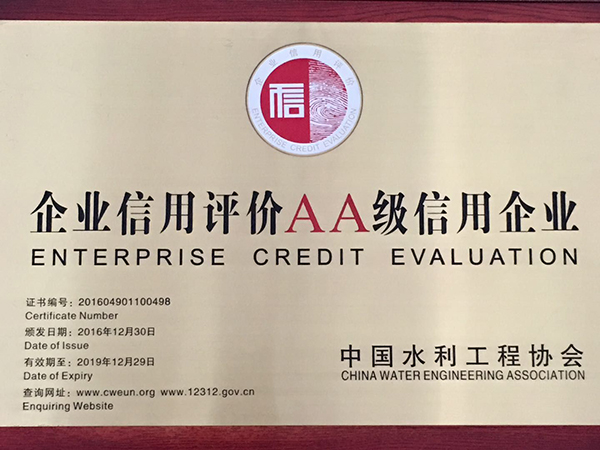 企业信用评价
信
ENTERPRISE CREDIT EVALUATION
企业信用评价AA级信用企业
ENTERPRISE CREDIT EVALUATION
证书编号：201604901100498
Certificate Number
颁发日期：2016年12月30日
Date of Issue
有效期至：2019年12月29日
Date of Expiry
查询网址：www.cweun.org www.12312.gov.cn
Enquiring Website
中国水利工程协会
CHINA WATER ENGINEERING ASSOCIATION